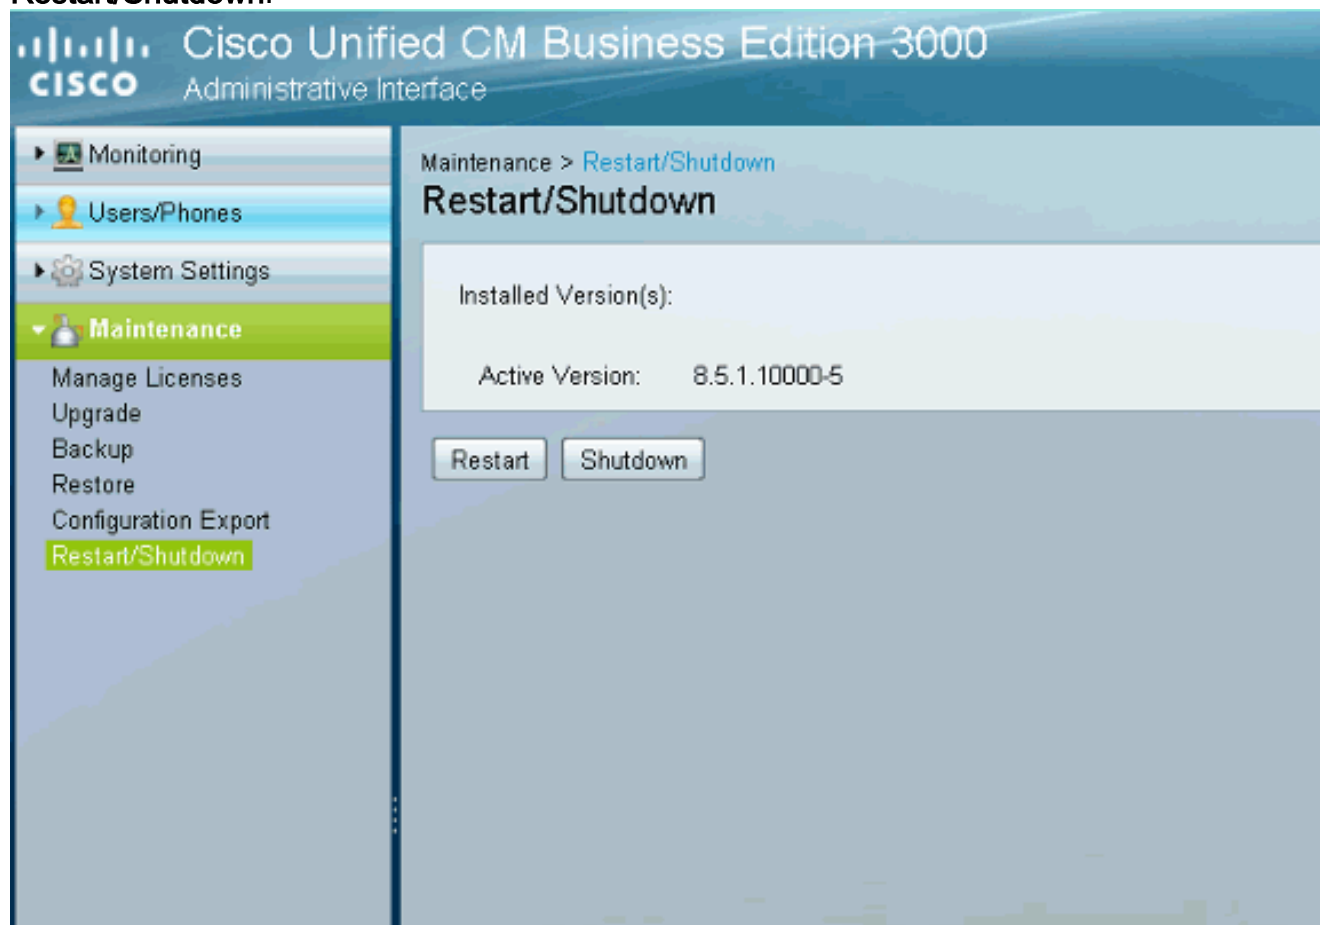 Restart/Shutdown.
Cisco Unified CM Business Edition 3000
CISCO
Administrative Interface
Monitoring
Users/Phones
System Settings
Maintenance
Manage Licenses
Upgrade
Backup
Restore
Configuration Export
Restart/Shutdown
Maintenance > Restart/Shutdown
Restart/Shutdown
Installed Version(s):
Active Version: 8.5.1.10000-5
Restart Shutdown